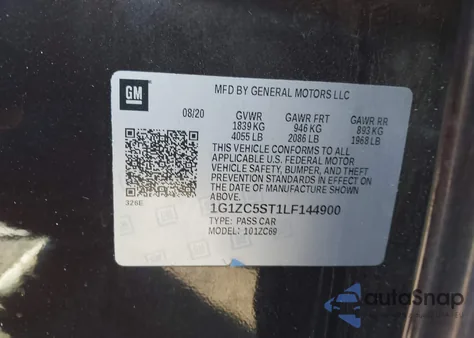 GM
MFD BY GENERAL MOTORS LLC
08/20 GVWR GAWR FRT GAWR RR
1839 KG 946 KG 893 KG
4055 LB 2086 LB 1968 LB
THIS VEHICLE CONFORMS TO ALL
APPLICABLE U.S. FEDERAL MOTOR
VEHICLE SAFETY, BUMPER, AND THEFT
PREVENTION STANDARDS IN EFFECT ON
THE DATE OF MANUFACTURE SHOWN
ABOVE.
328E
1G1ZC5ST1LF144900
TYPE: PASS CAR
MODEL: 101ZC69
autoSnap